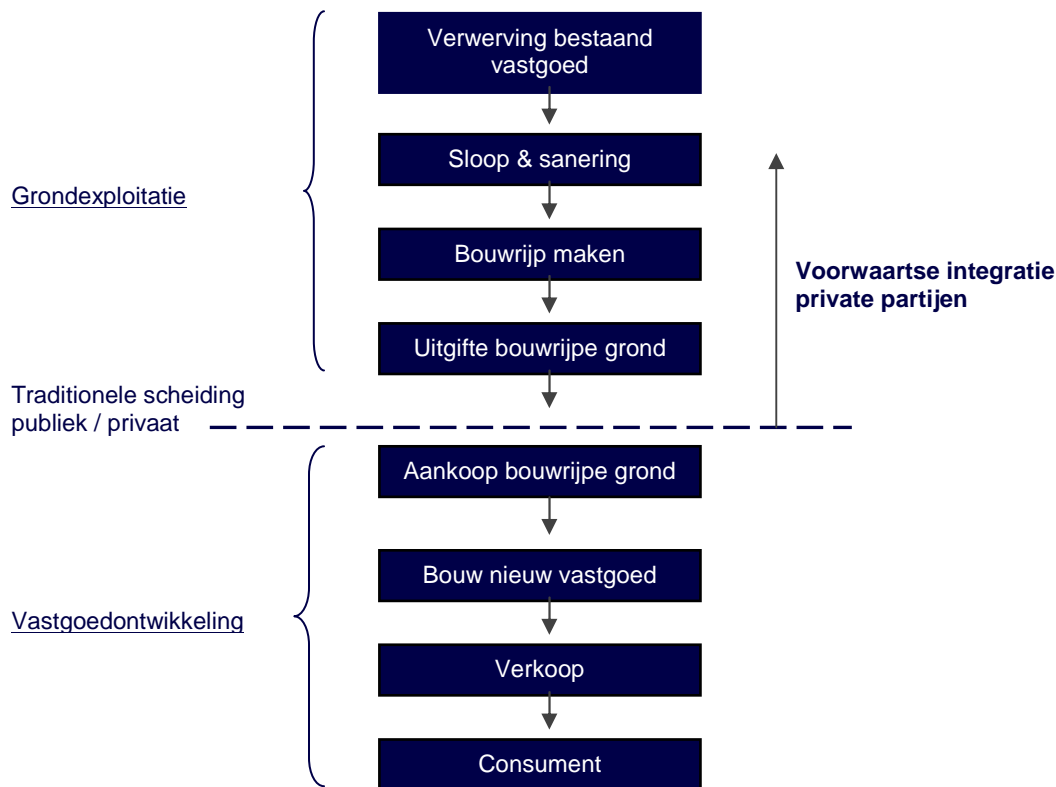 Verwerving bestaand
vastgoed
Sloop & sanering
Grondexploitatie
Bouwrijp maken
Voorwaartse integratie
private partijen
Uitgifte bouwrijpe grond
Traditionele scheiding
publiek / privaat
Aankoop bouwrijpe grond
Bouw nieuw vastgoed
Vastgoedontwikkeling
Verkoop
Consument